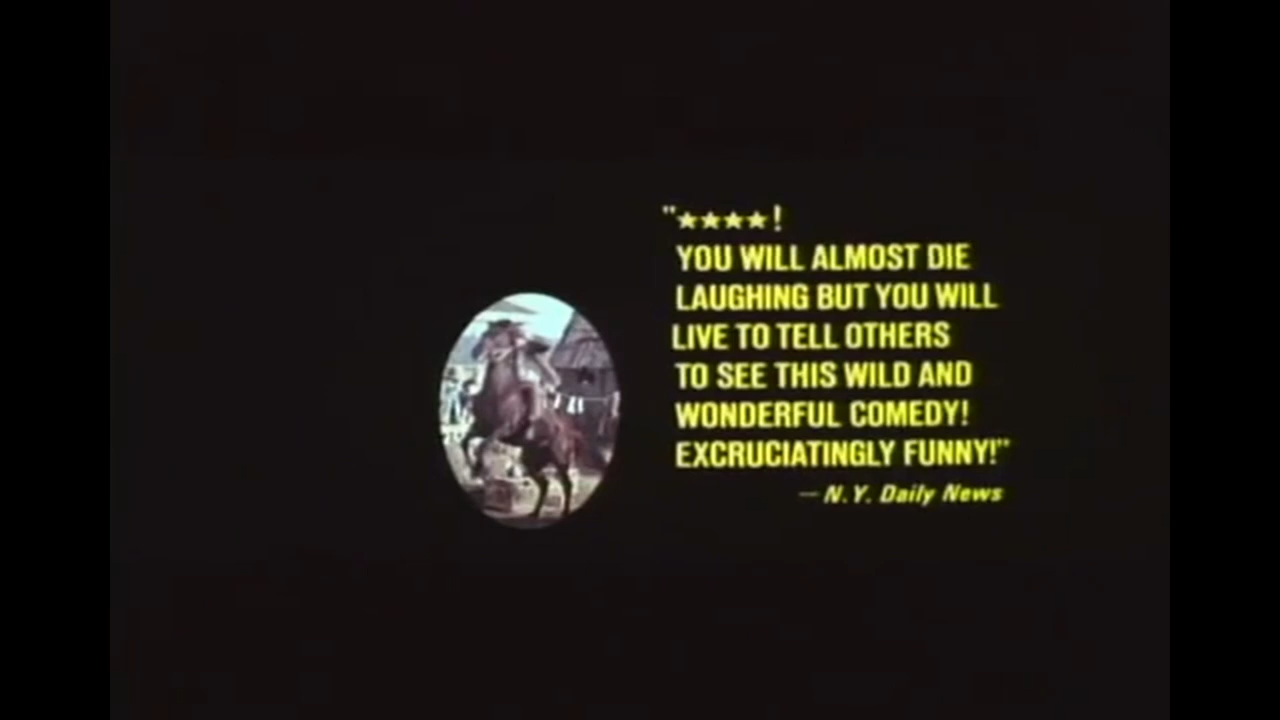 "★★★★!
YOU WILL ALMOST DIE
LAUGHING BUT YOU WILL
LIVE TO TELL OTHERS
TO SEE THIS WILD AND
WONDERFUL COMEDY!
EXCRUCIATINGLY FUNNY!"
— N.Y. Daily News